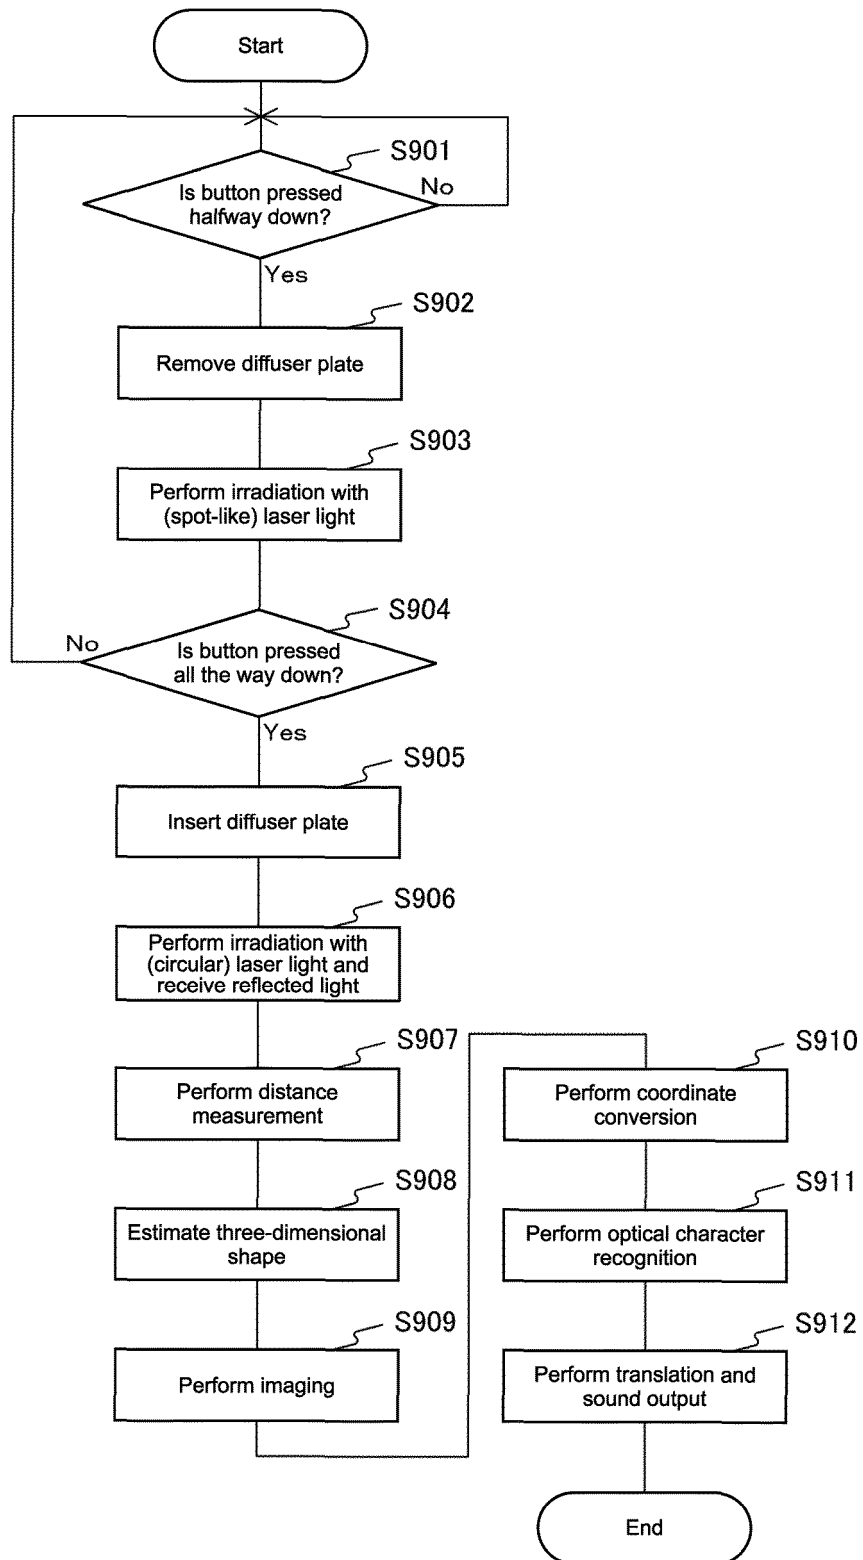 Start
S901
Is button pressed
halfway down?
No
Yes
S902
Remove diffuser plate
S903
Perform irradiation with
(spot-like) laser light
S904
No
Is button pressed
all the way down?
Yes
S905
Insert diffuser plate
S906
Perform irradiation with
(circular) laser light and
receive reflected light
S907
Perform distance
measurement
S908
Estimate three-dimensional
shape
S909
Perform imaging
S910
Perform coordinate
conversion
S911
Perform optical character
recognition
S912
Perform translation and
sound output
End